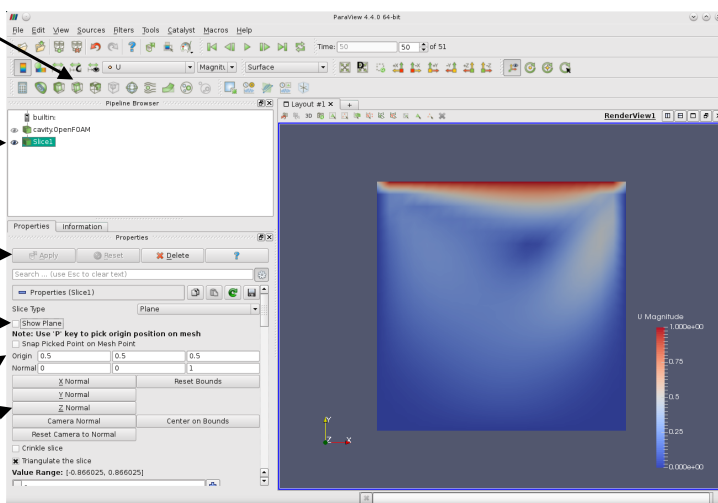 ParaView 4.4.0 64-bit
File Edit View Sources Filters Tools Catalyst Macros Help
Time: 50 50 of 51
U Magnitu Surface
Pipeline Browser
Layout #1 × +
builtin:
3D
RenderView1
cavity.OpenFOAM
Slice1
Properties Information
Properties
Apply Reset Delete ?
Search ... (use Esc to clear text)
Properties (Slice1)
Slice Type Plane
Show Plane
Note: Use 'P' key to pick origin position on mesh
Snap Picked Point on Mesh Point
Origin 0.5 0.5 0.5
Normal 0 0 1
X Normal Reset Bounds
Y Normal
Z Normal
Camera Normal Center on Bounds
Reset Camera to Normal
Crinkle slice
Triangulate the slice
Value Range: [-0.866025, 0.866025]
U Magnitude
1.000e+00
0.75
0.5
0.25
0.000e+00
Y
Z X